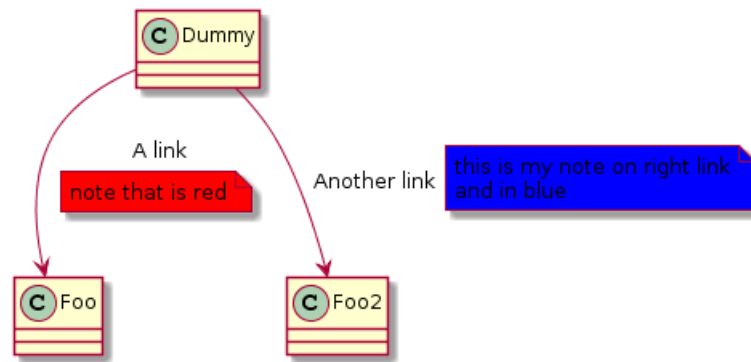 C Dummy
A link
note that is red
Another link
this is my note on right link
and in blue
C Foo
C Foo2